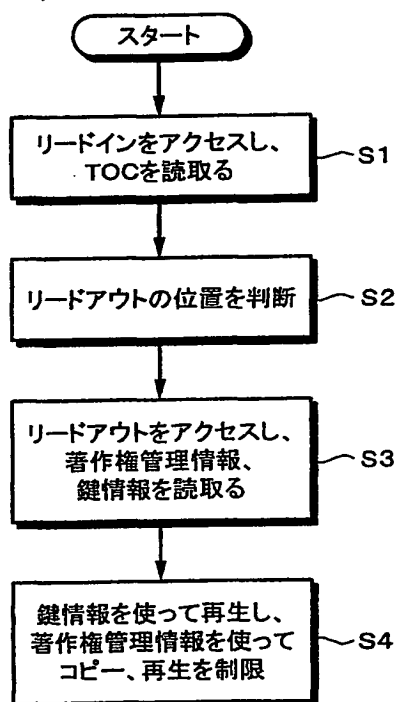 スタート
リードインをアクセスし、
TOCを読取る
S1
リードアウトの位置を判断
S2
リードアウトをアクセスし、
著作権管理情報、
鍵情報を読取る
S3
鍵情報を使って再生し、
著作権管理情報を使って
コピー、再生を制限
S4